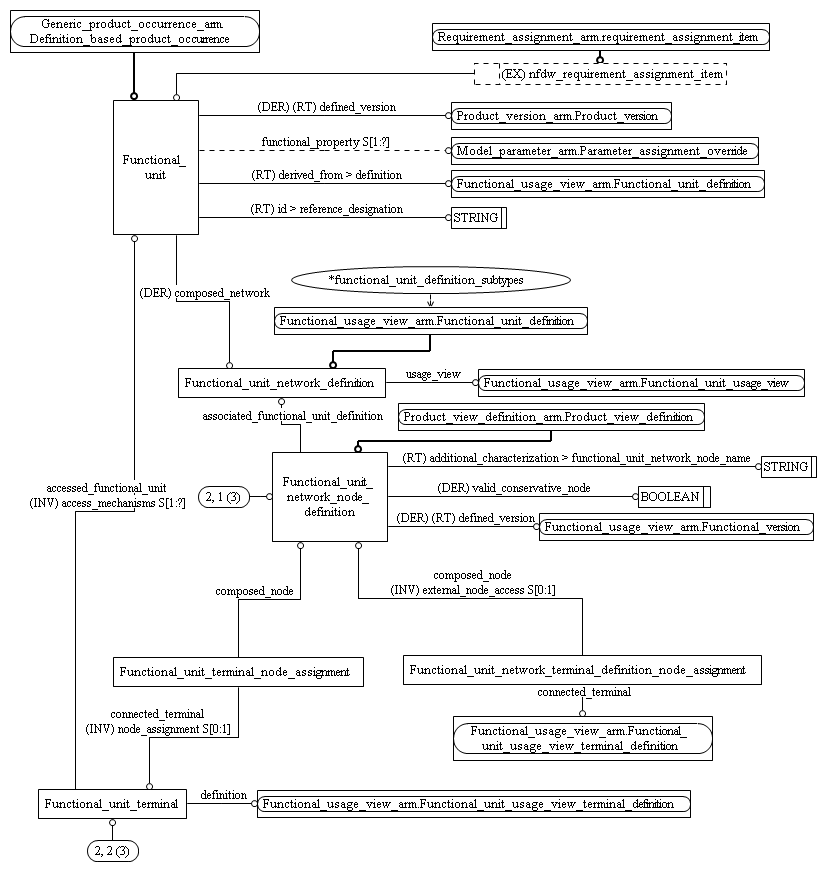 Generic_product_occurrence_arm.
Definition_based_product_occurrence
Requirement_assignment_arm.requirement_assignment_item
(EX) nfdw_requirement_assignment_item
(DER) (RT) defined_version
Product_version_arm.Product_version
Functional_
unit
functional_property S[1:?]
Model_parameter_arm.Parameter_assignment_override
(RT) derived_from > definition
Functional_usage_view_arm.Functional_unit_definition
(RT) id > reference_designation
STRING
(DER) composed_network
*functional_unit_definition_subtypes
Functional_usage_view_arm.Functional_unit_definition
Functional_unit_network_definition
usage_view
Functional_usage_view_arm.Functional_unit_usage_view
associated_functional_unit_definition
Product_view_definition_arm.Product_view_definition
(RT) additional_characterization > functional_unit_network_node_name
STRING
Functional_unit_
network_node_
definition
2, 1 (3)
(DER) valid_conservative_node
BOOLEAN
(DER) (RT) defined_version
Functional_usage_view_arm.Functional_version
accessed_functional_unit
(INV) access_mechanisms S[1:?]
composed_node
composed_node
(INV) external_node_access S[0:1]
Functional_unit_terminal_node_assignment
Functional_unit_network_terminal_definition_node_assignment
connected_terminal
(INV) node_assignment S[0:1]
connected_terminal
Functional_usage_view_arm.Functional_
unit_usage_view_terminal_definition
Functional_unit_terminal
definition
Functional_usage_view_arm.Functional_unit_usage_view_terminal_definition
2, 2 (3)